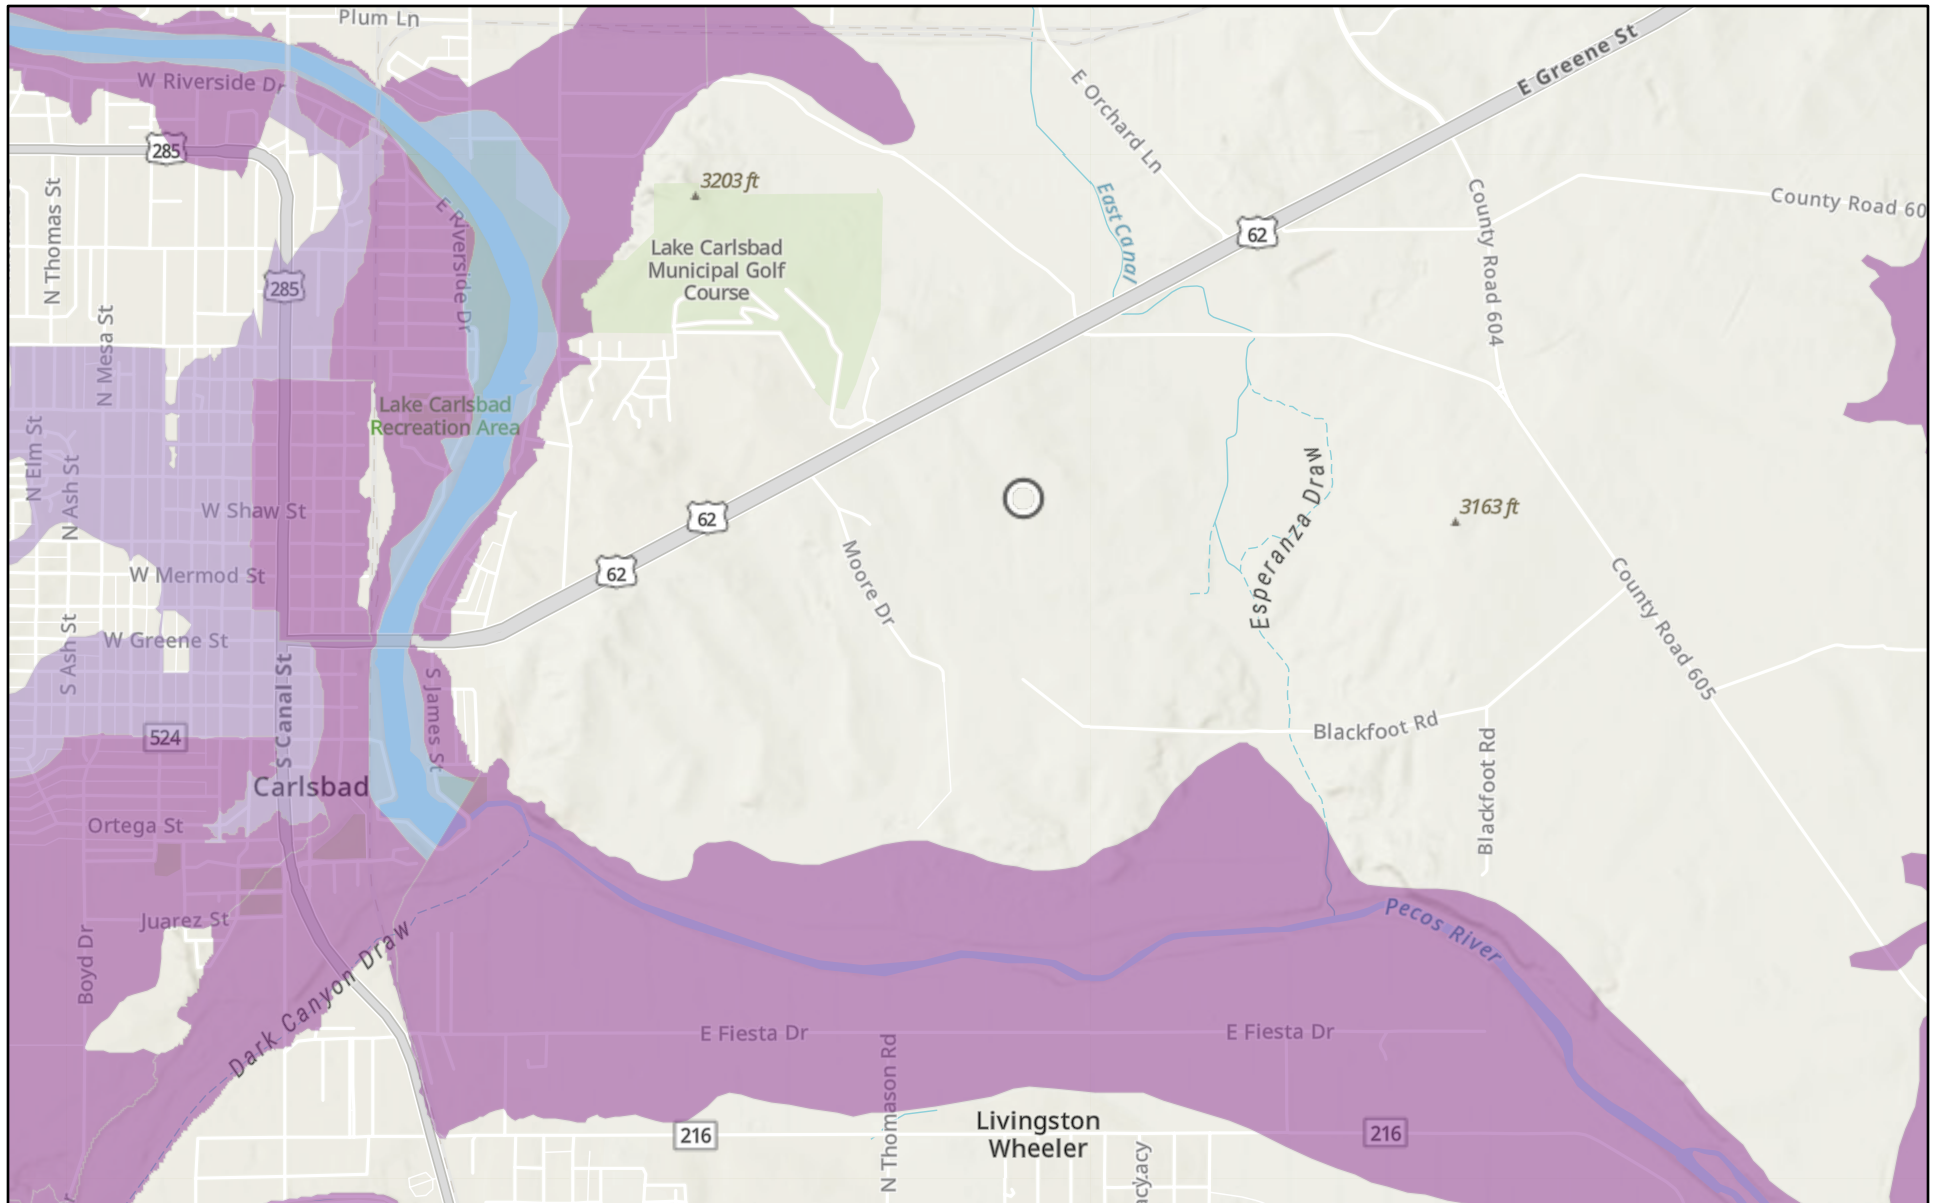 Plum Ln
W Riverside Dr
E Greene St
E Orchard Ln
285
3203 ft
N Thomas St
E Riverside Dr
East Canal
County Road 604
County Road 60
62
Lake Carlsbad
Municipal Golf
Course
285
N Mesa St
Lake Carlsbad
Recreation Area
N Elm St
N Ash St
W Shaw St
62
Esperanza Draw
3163 ft
W Mermod St
62
Moore Dr
County Road 605
S Ash St
W Greene St
S Canal St
S James St
524
Blackfoot Rd
Blackfoot Rd
Carlsbad
Ortega St
Juarez St
Pecos River
Boyd Dr
Dark Canyon Draw
E Fiesta Dr
E Fiesta Dr
N Thomason Rd
216
Livingston
Wheeler
216